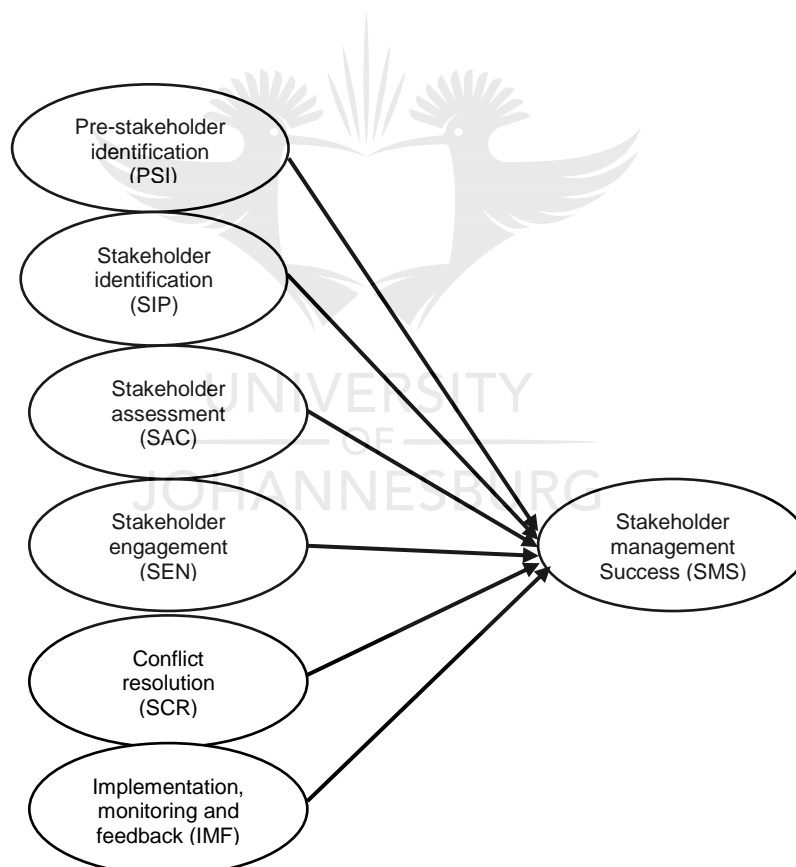 Pre-stakeholder
identification
(PSI)
Stakeholder
identification
(SIP)
Stakeholder
assessment
(SAC)
UNIVERSITY
OF
JOHANNESBURG
Stakeholder
engagement
(SEN)
Stakeholder
management
Success (SMS)
Conflict
resolution
(SCR)
Implementation,
monitoring and
feedback (IMF)